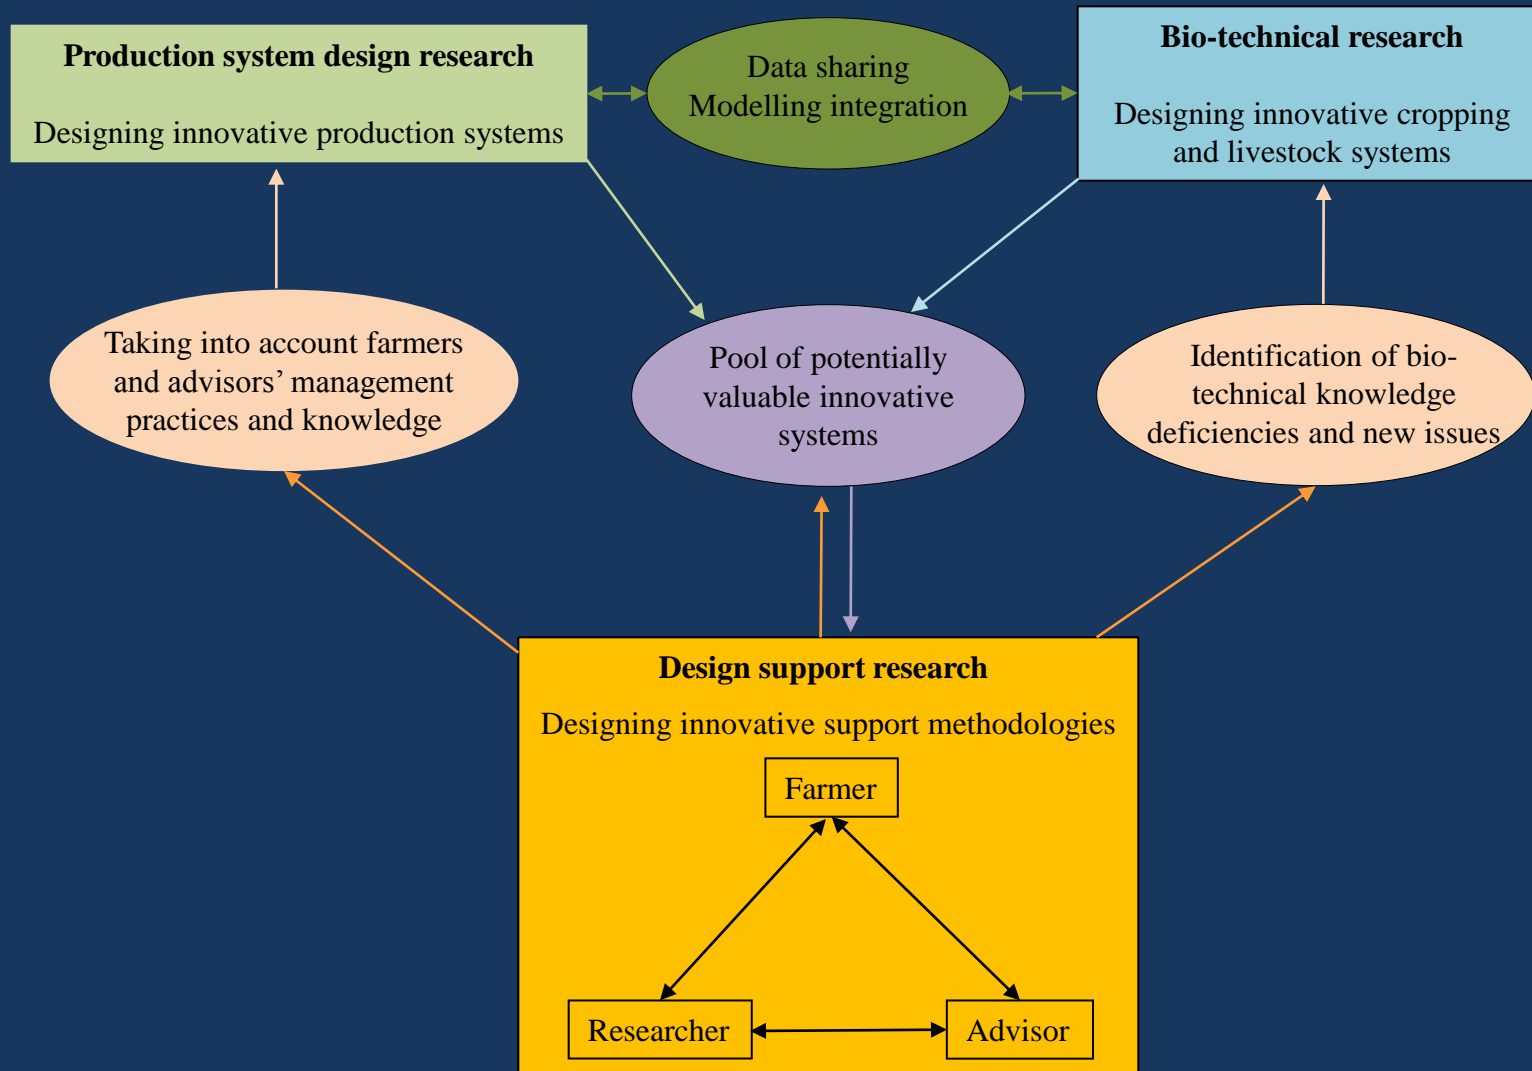 Production system design research
Designing innovative production systems
Data sharing
Modelling integration
Bio-technical research
Designing innovative cropping
and livestock systems
Taking into account farmers
and advisors’ management
practices and knowledge
Pool of potentially
valuable innovative
systems
Identification of bio-
technical knowledge
deficiencies and new issues
Design support research
Designing innovative support methodologies
Farmer
Researcher
Advisor